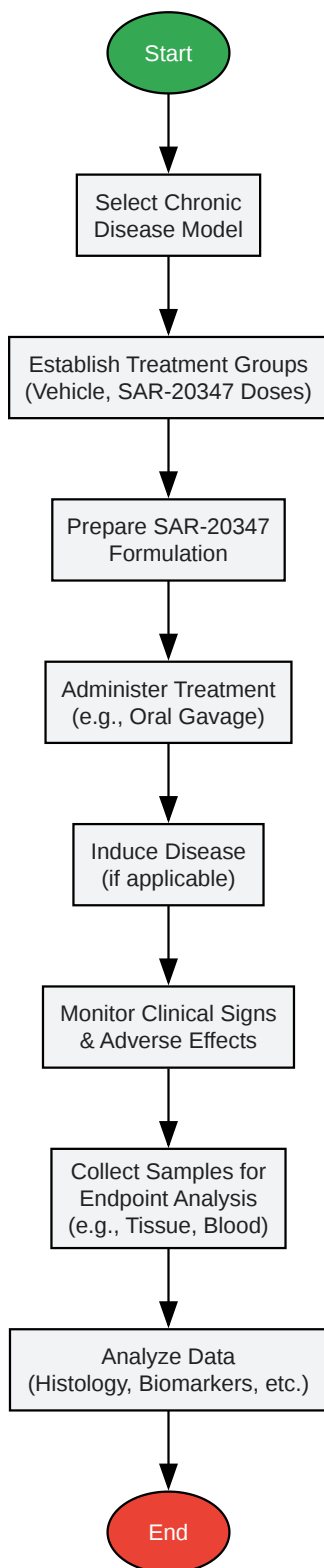 Start
Select Chronic
Disease Model
Establish Treatment Groups
(Vehicle, SAR-20347 Doses)
Prepare SAR-20347
Formulation
Administer Treatment
(e.g., Oral Gavage)
Induce Disease
(if applicable)
Monitor Clinical Signs
& Adverse Effects
Collect Samples for
Endpoint Analysis
(e.g., Tissue, Blood)
Analyze Data
(Histology, Biomarkers, etc.)
End